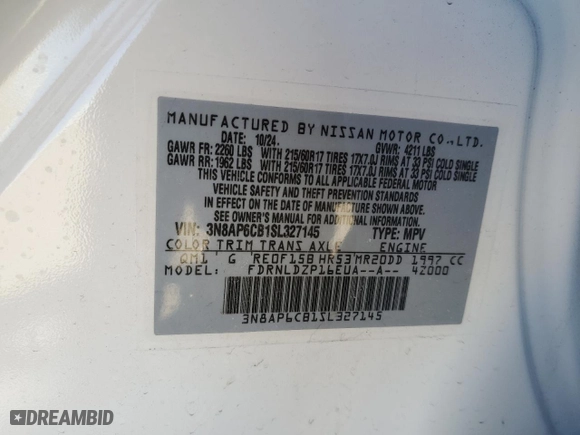 MANUFACTURED BY NISSAN MOTOR CO., LTD.
DATE: 10/24. GVWR: 4211 LBS
GAWR FR: 2260 LBS WITH 215/60R17 TIRES 17X7.0J RIMS AT 33 PSI COLD SINGLE
GAWR RR: 1962 LBS WITH 215/60R17 TIRES 17X7.0J RIMS AT 33 PSI COLD SINGLE
THIS VEHICLE CONFORMS TO ALL APPLICABLE FEDERAL MOTOR
VEHICLE SAFETY AND THEFT PREVENTION STANDARDS
IN EFFECT ON THE DATE OF MANUFACTURE SHOWN ABOVE.
SEE OWNER'S MANUAL FOR ADDITIONAL INFORMATION
VIN: 3N8AP6CB1SL327145 TYPE: MPV
COLOR TRIM TRANS AXLE ENGINE
QM1 G RE0F15B HR53 MR20DD 1997 CC
MODEL: FDRNLDZP16EUA--A-- 4Z000
3N8AP6CB1SL327145
DREAMBID